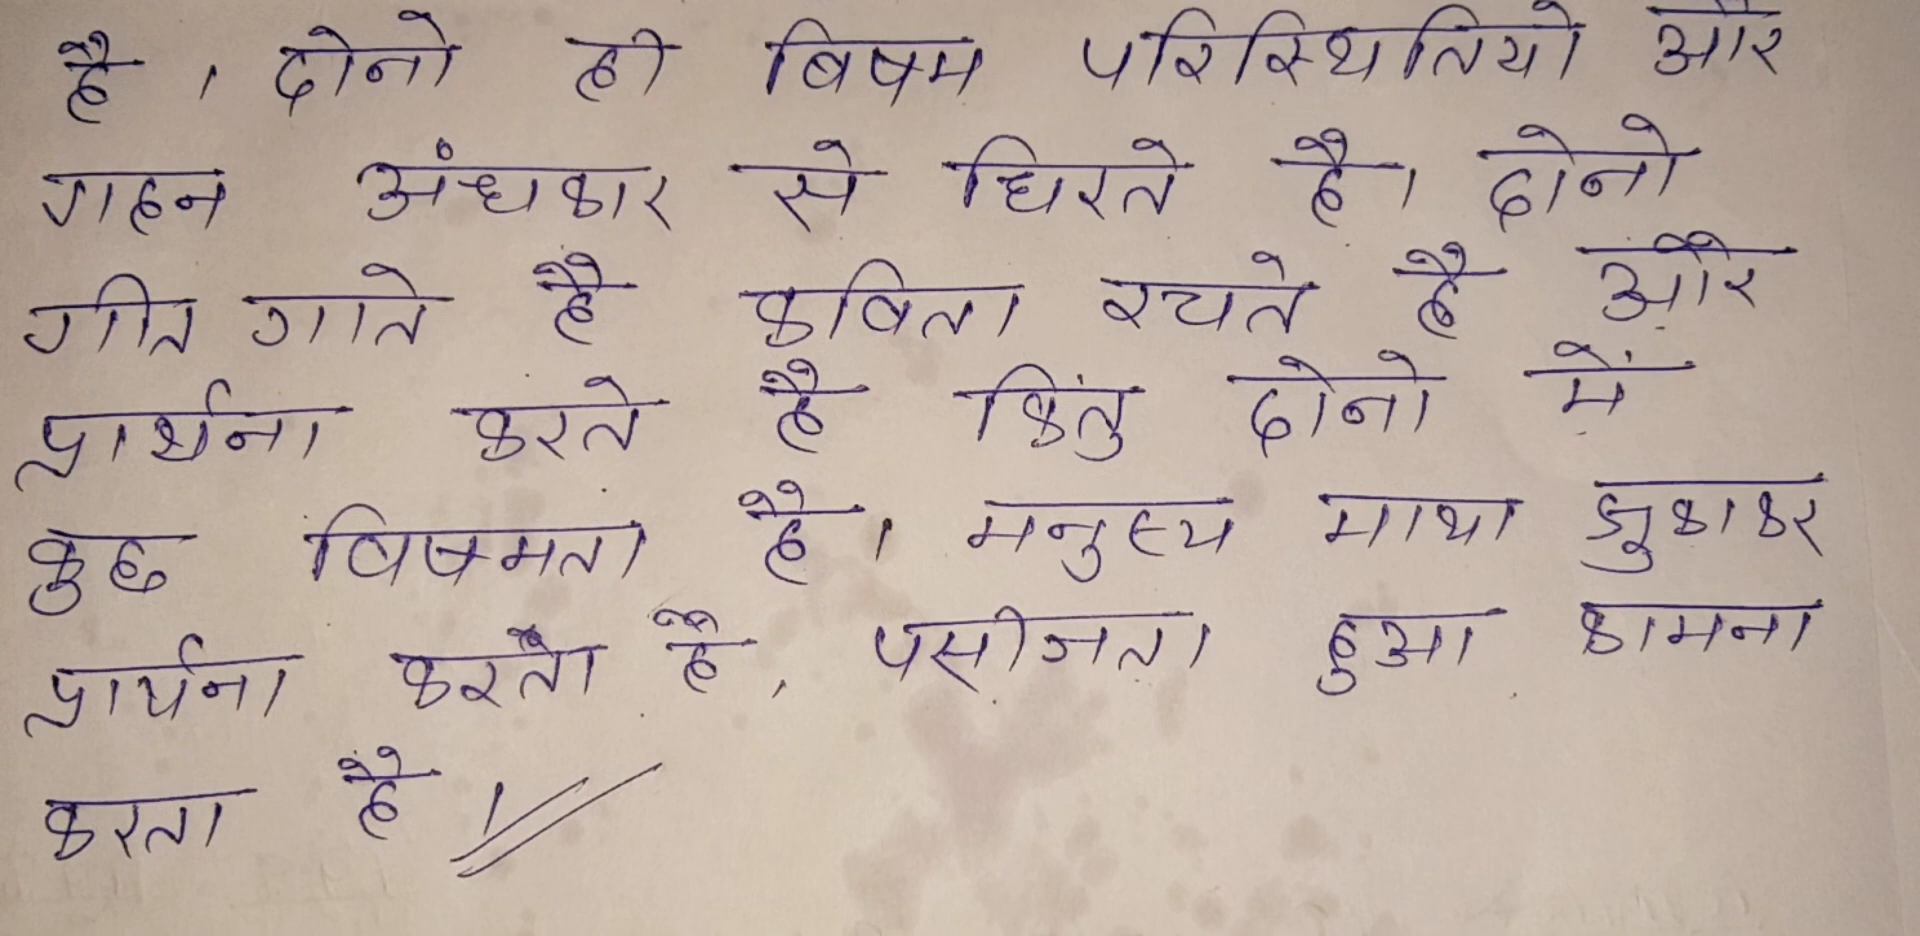 है । दोनो ही बिषम परिस्थितियो और
गहन अंधकार से घिरते है। दोनो
गीत गाते है कविता रचते है और
प्रार्थना करते है किंतु दोनो में
कुछ विषमता है। मनुस्य माथा झुकाकर
प्रार्थना करता है, पसीजता हुआ कामना
करता है ।